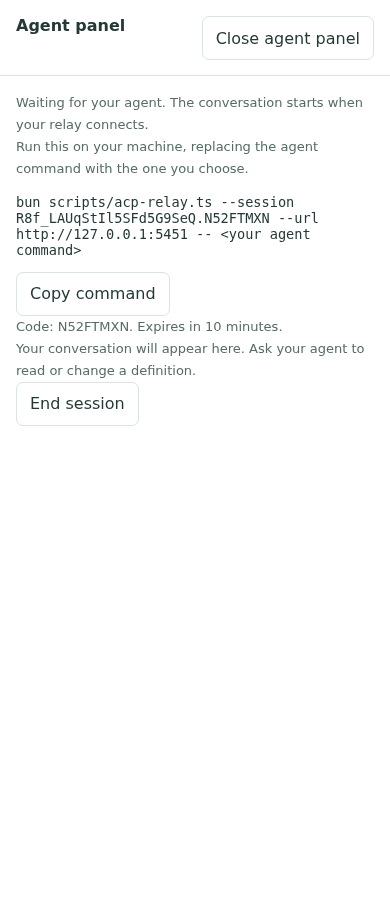 Agent panel
Close agent panel
Waiting for your agent. The conversation starts when
your relay connects.
Run this on your machine, replacing the agent
command with the one you choose.
bun scripts/acp-relay.ts --session
R8f_LAUqStIl5SFd5G9SeQ.N52FTMXN --url
http://127.0.0.1:5451 -- <your agent
command>
Copy command
Code: N52FTMXN. Expires in 10 minutes.
Your conversation will appear here. Ask your agent to
read or change a definition.
End session